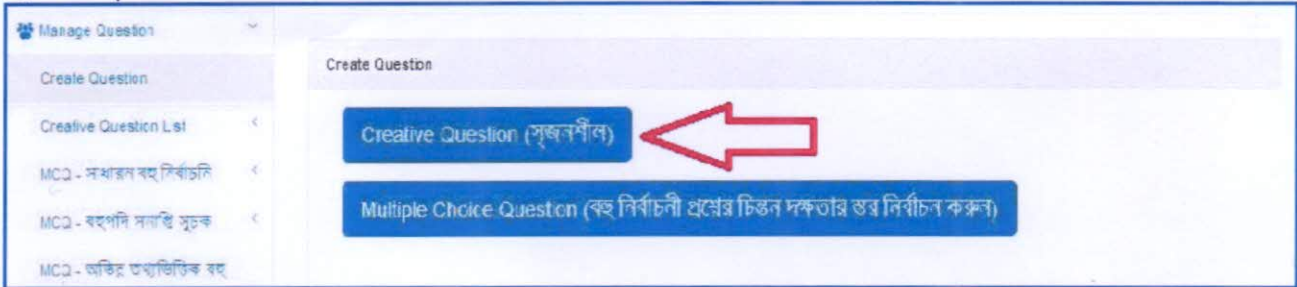 Manage Question
Create Question
Creative Question List
MCQ - সাধারন বহু নির্বাচনি
MCQ - বহুপদি সমাপ্তি সূচক
MCQ - অভিন্ন তথ্যভিত্তিক বহু
Create Question
Creative Question (সৃজনশীল)
Multiple Choice Question (বহু নির্বাচনী প্রশ্নের চিন্তন দক্ষতার স্তর নির্বাচন করুন)